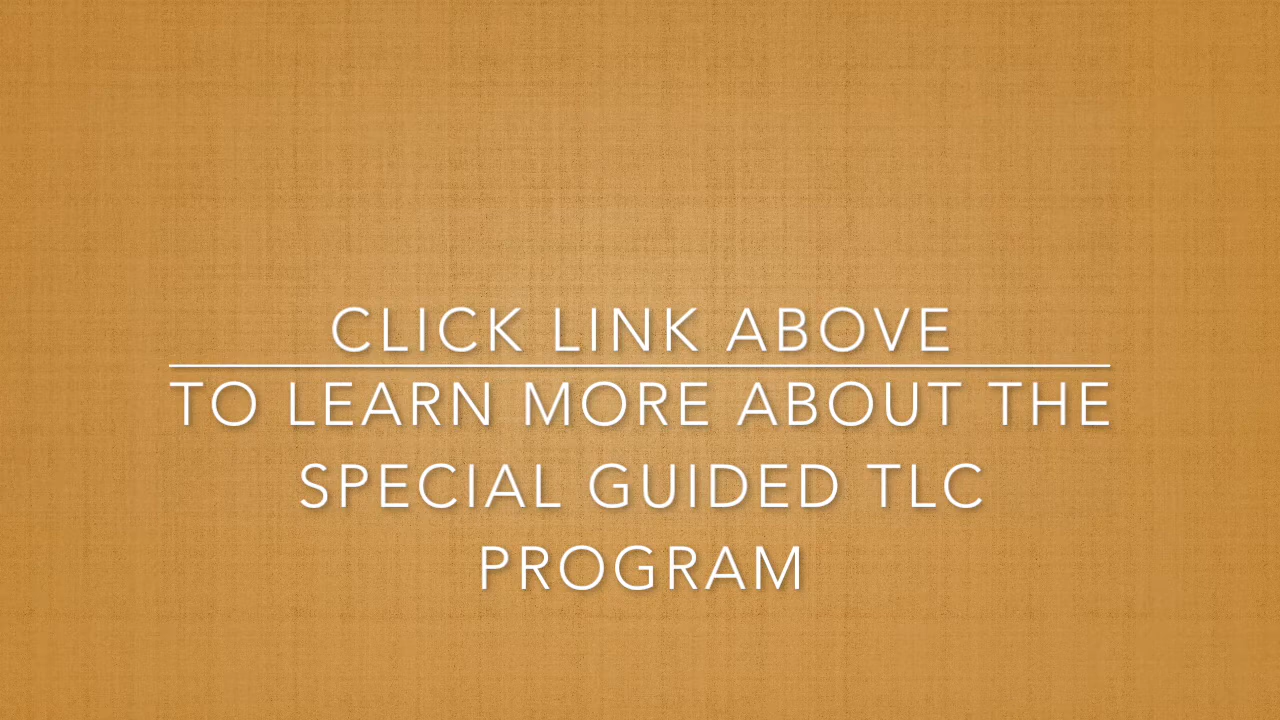 CLICK LINK ABOVE
TO LEARN MORE ABOUT THE
SPECIAL GUIDED TLC
PROGRAM